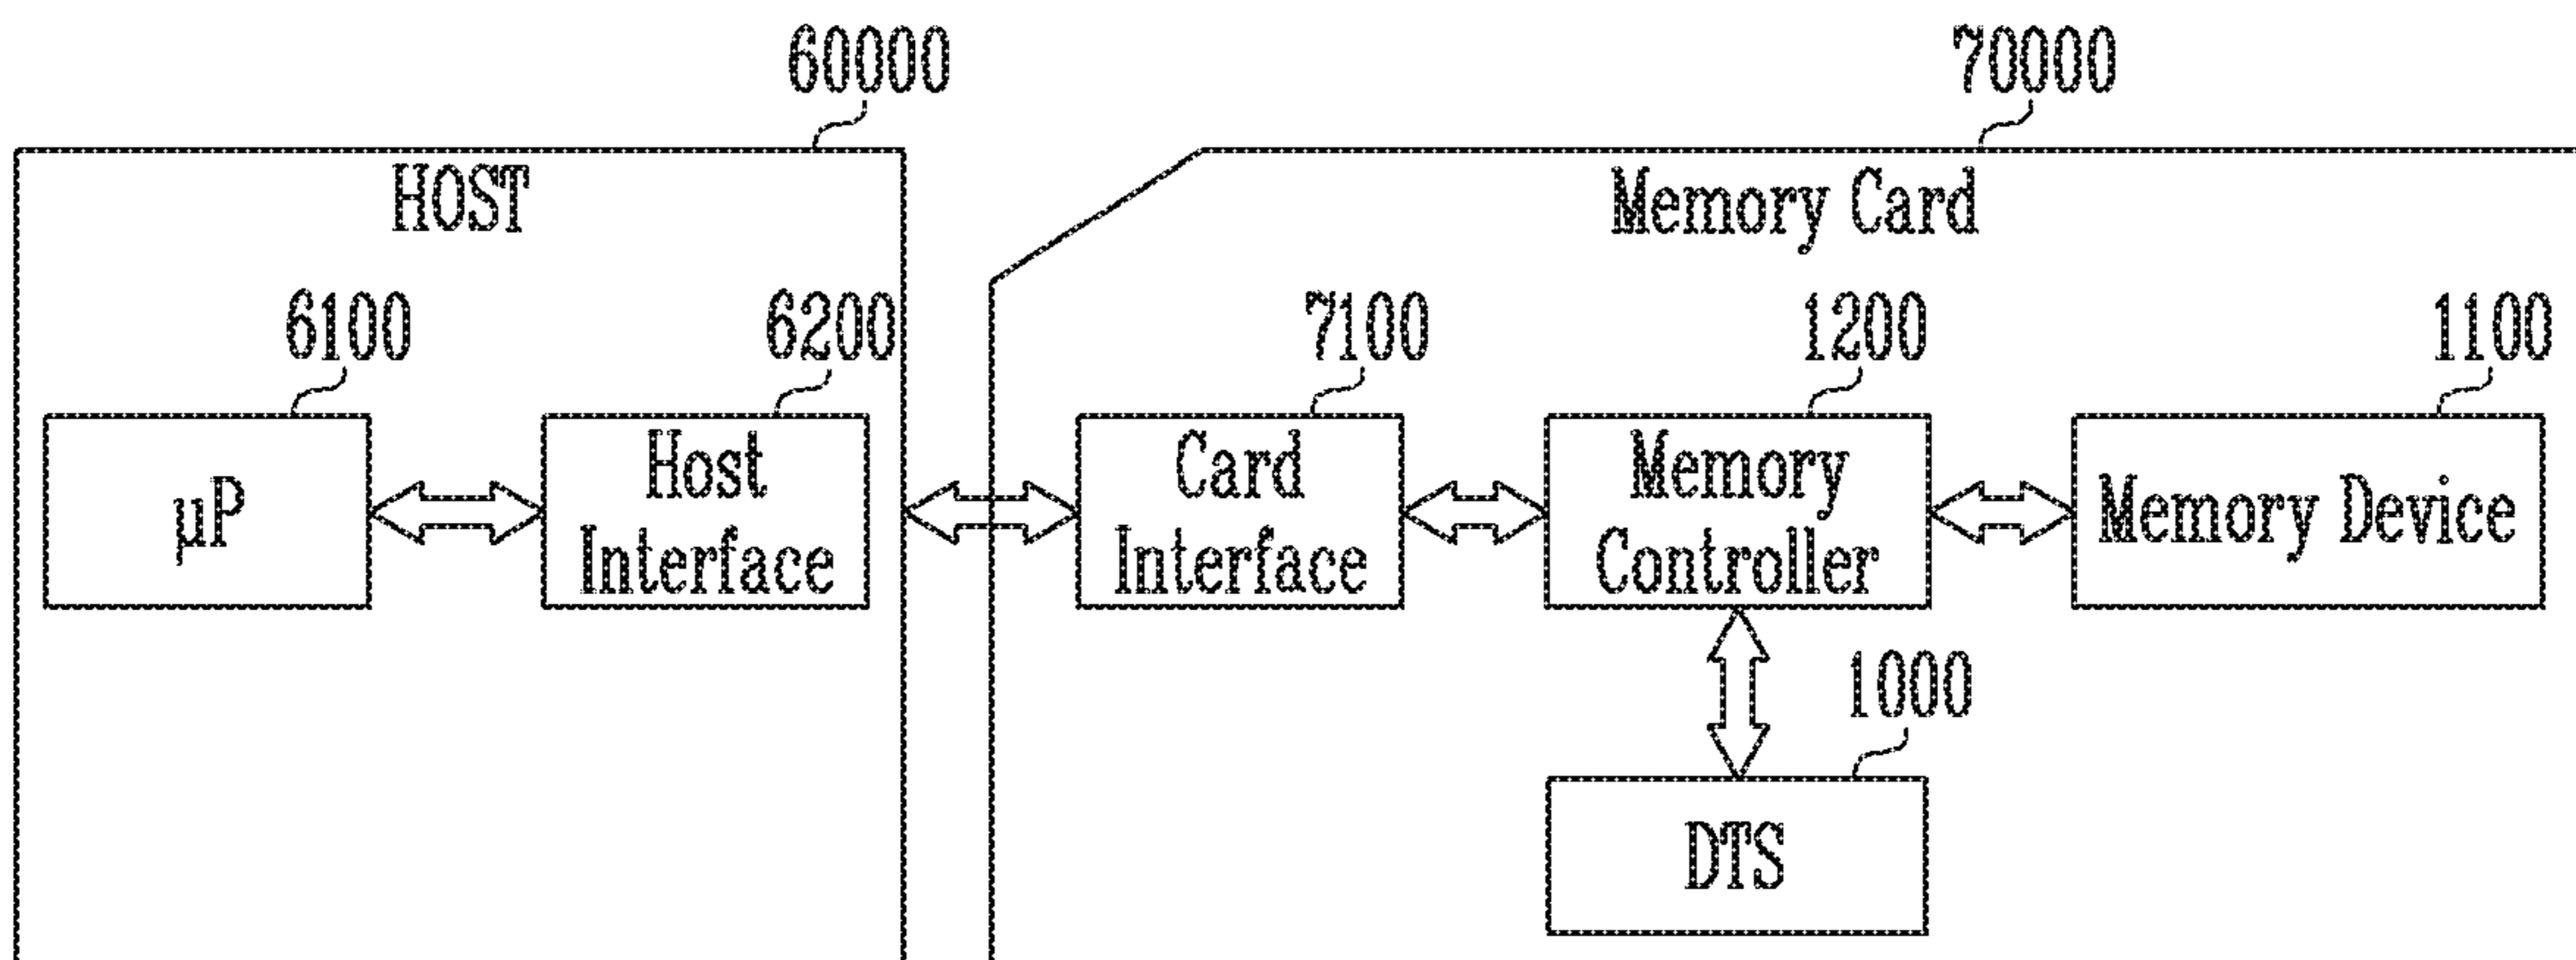 60000
70000
HOST
Memory Card
6100
6200
7100
1200
1100
μP
Host
Interface
Card
Interface
Memory
Controller
Memory Device
1000
DTS